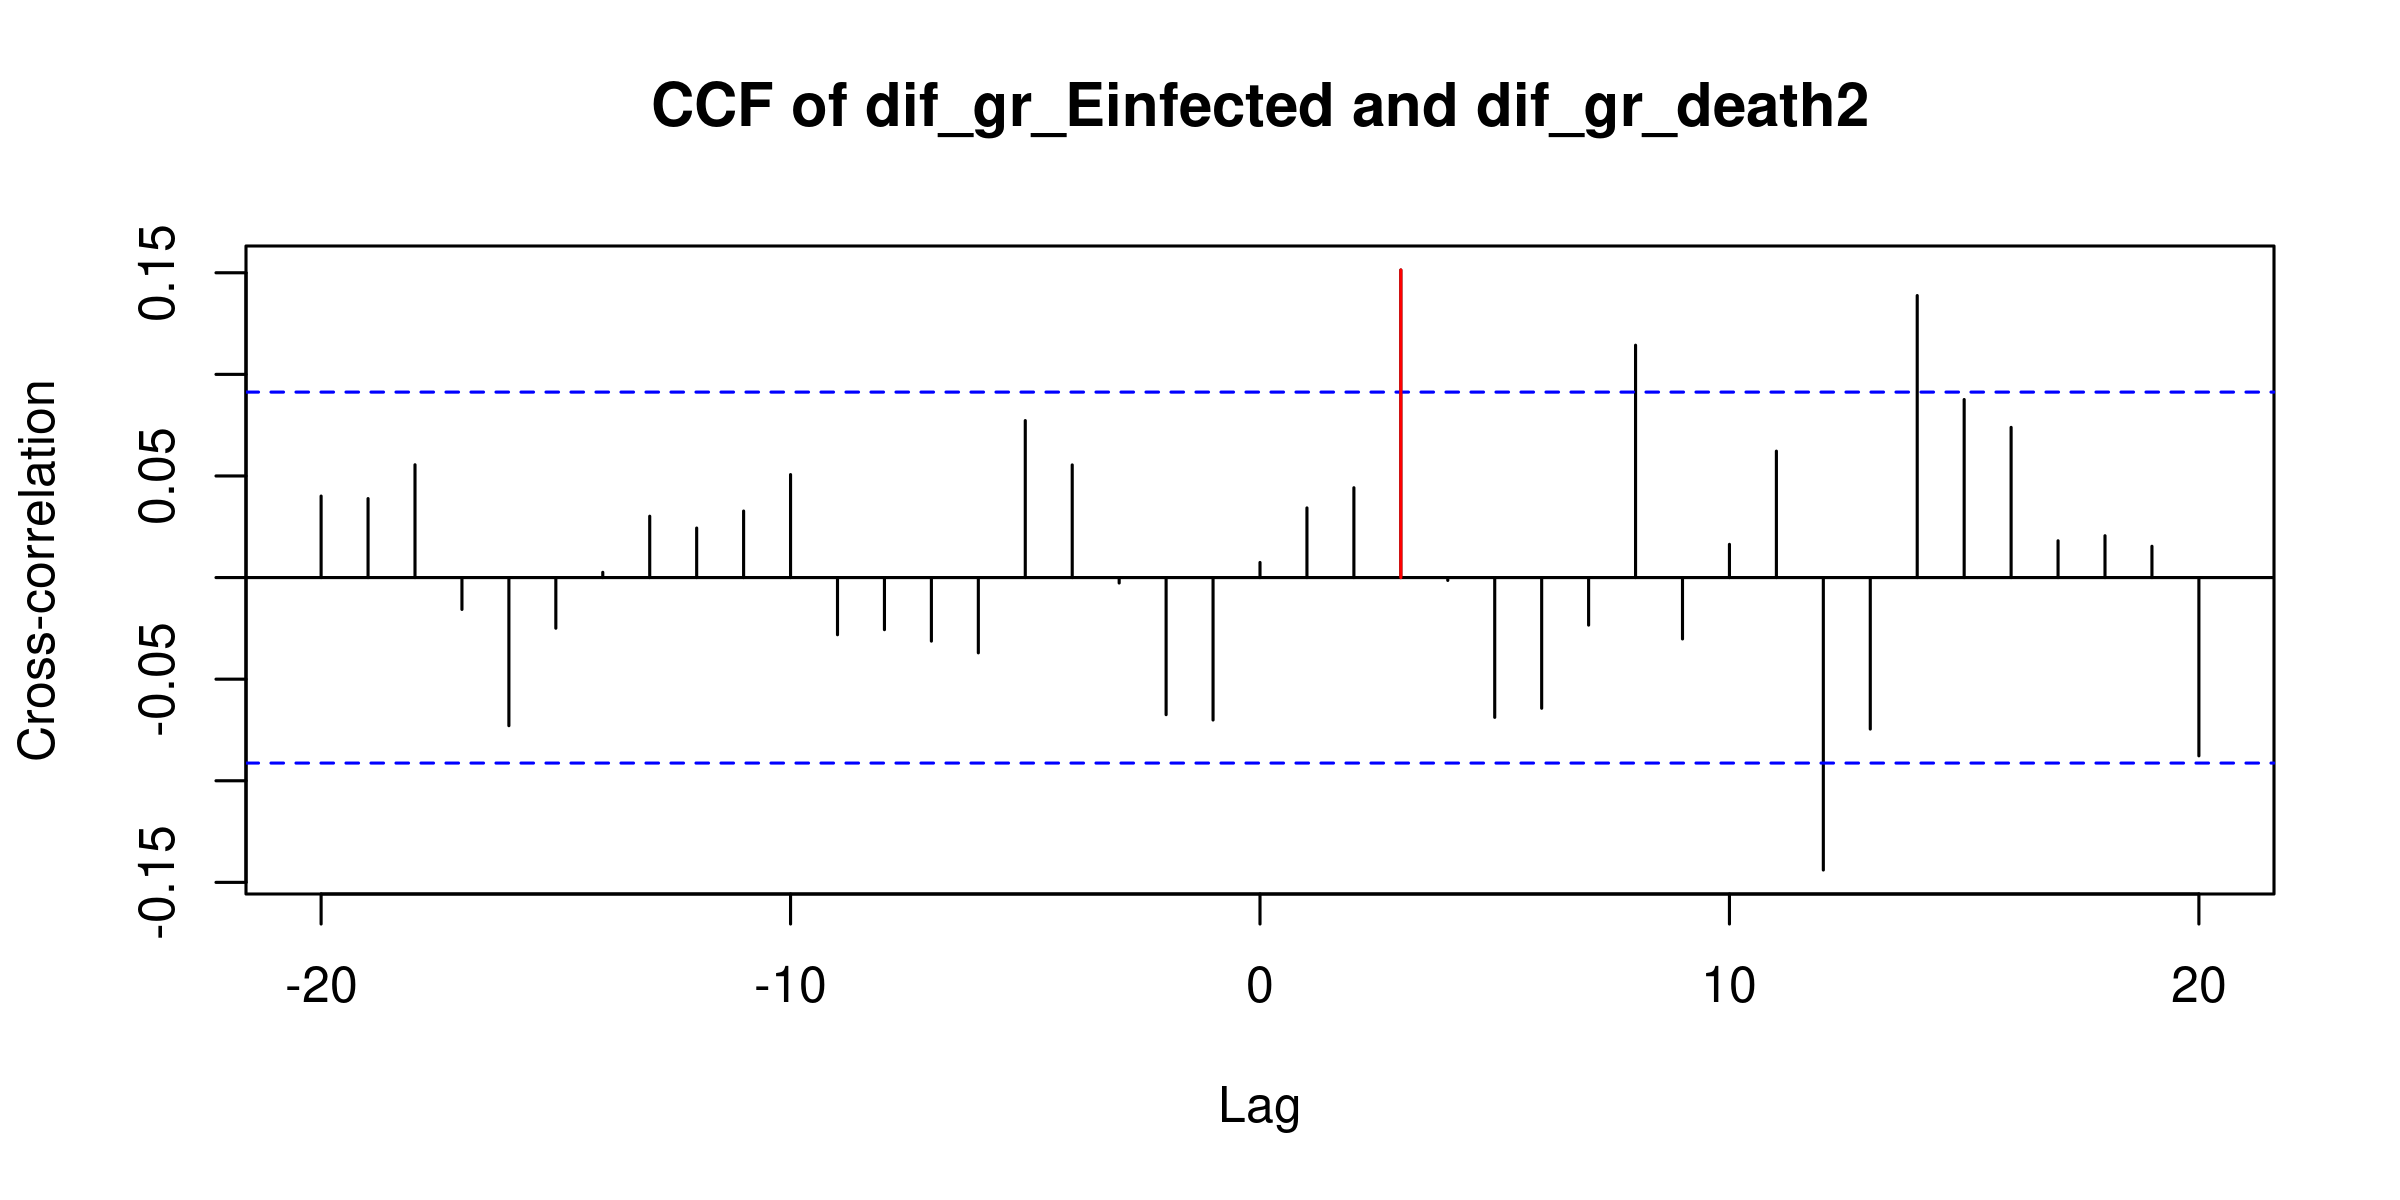 CCF of dif_gr_Einfected and dif_gr_death2
Cross-correlation
0.15
0.05
-0.05
-0.15
-20 -10 0 10 20
Lag